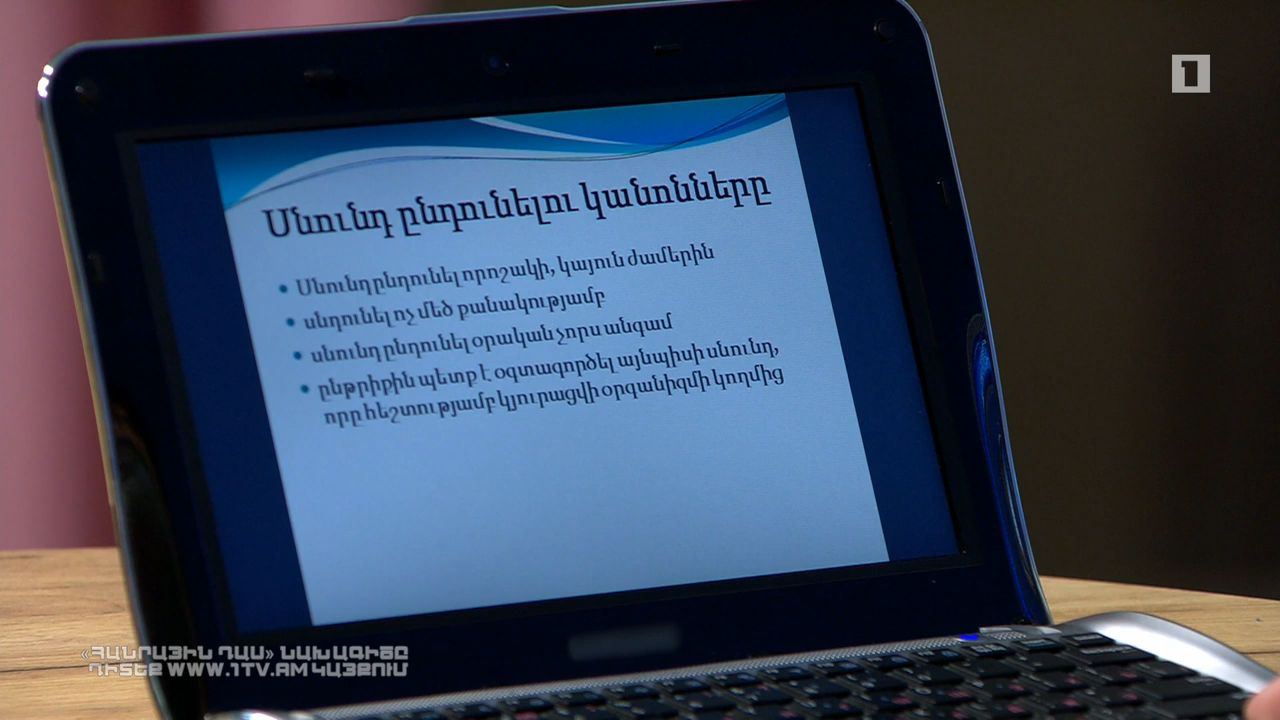 1
Սնունդ ընդունելու կանոնները
• Սնունդ ընդունել որոշակի, կայուն ժամերին
• սնդունել ոչ մեծ քանակությամբ
• սնունդ ընդունել օրական չորս անգամ
• ընթրիքին պետք է օգտագործել այնպիսի սնունդ,
որը հեշտությամբ կյուրացվի օրգանիզմի կողմից
«ՀԱՆՐԱՅԻՆ ԴԱՍ» ՆԱԽԱԳԻԾԸ
ԴԻՏԵՔ WWW.1TV.AM ԿԱՅՔՈՒՄ